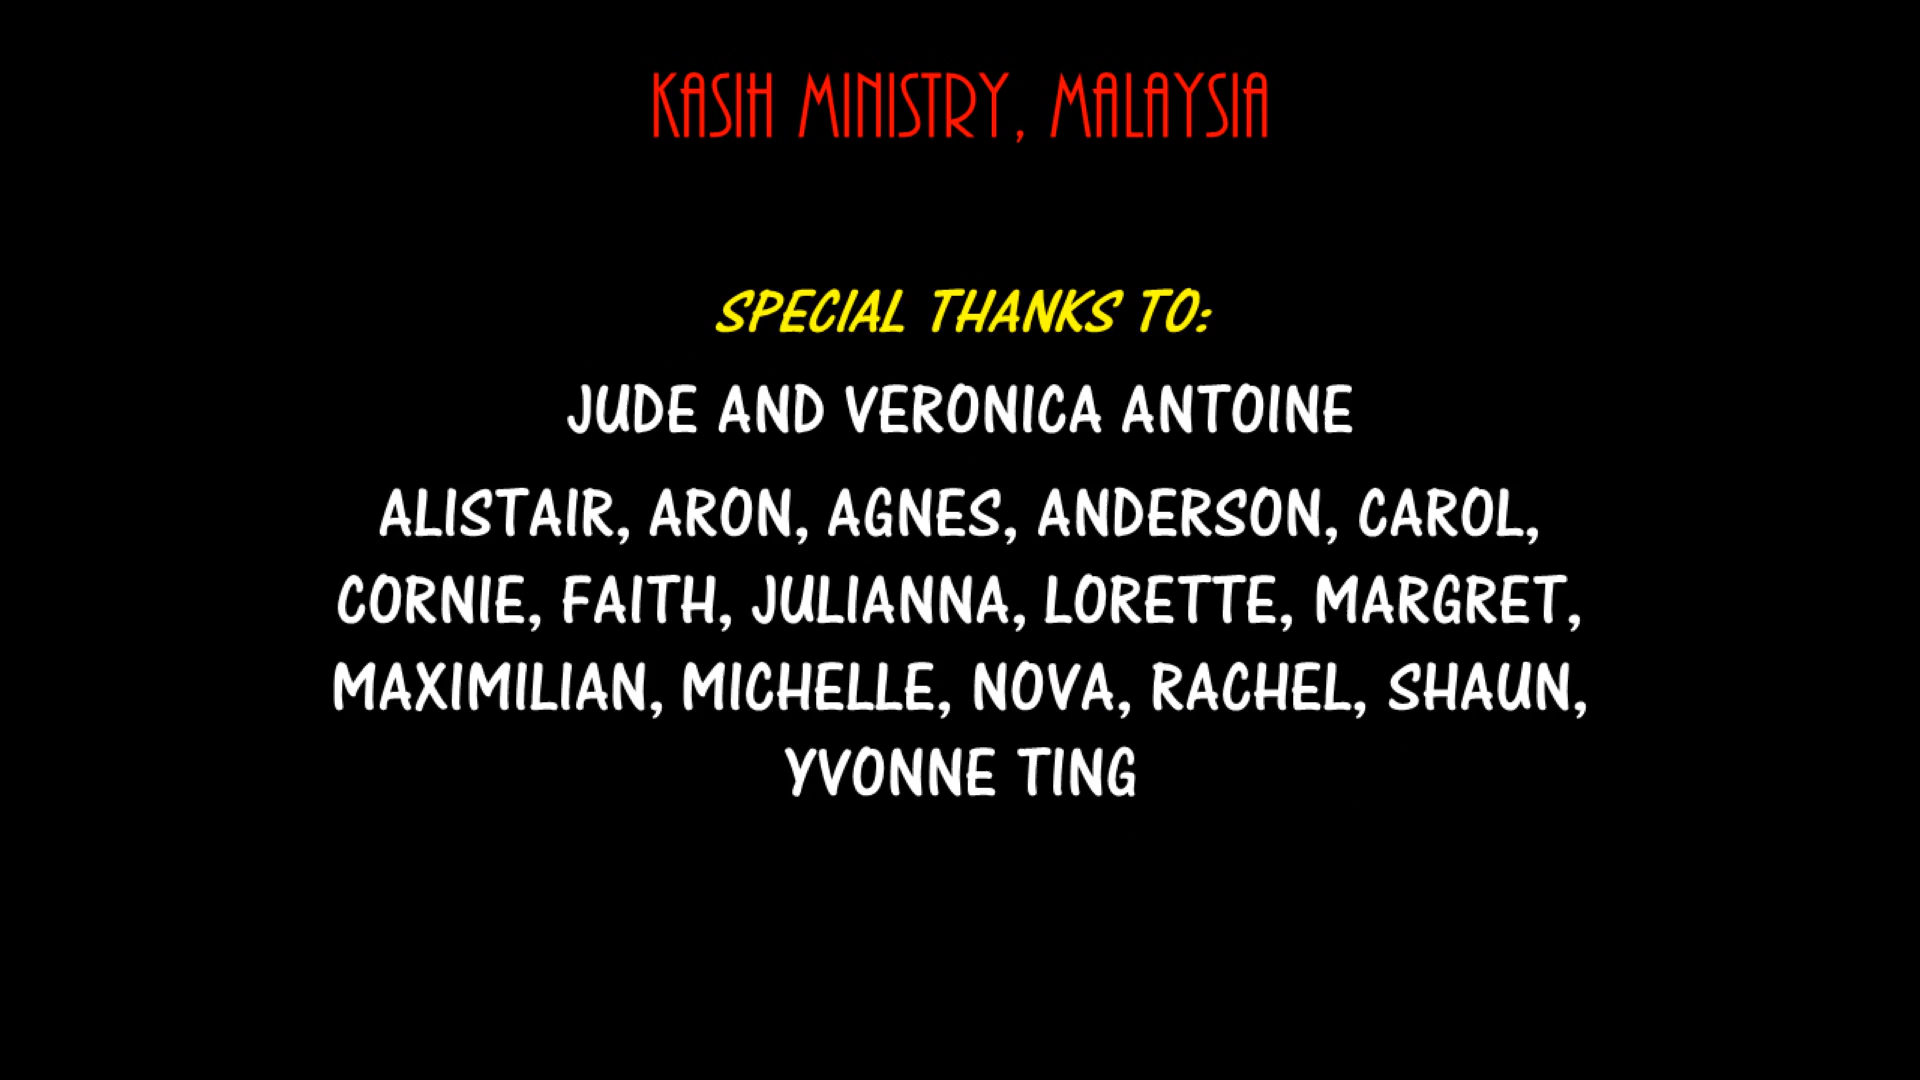 KASIH MINISTRY, MALAYSIA
SPECIAL THANKS TO:
JUDE AND VERONICA ANTOINE
ALISTAIR, ARON, AGNES, ANDERSON, CAROL,
CORNIE, FAITH, JULIANNA, LORETTE, MARGRET,
MAXIMILIAN, MICHELLE, NOVA, RACHEL, SHAUN,
YVONNE TING